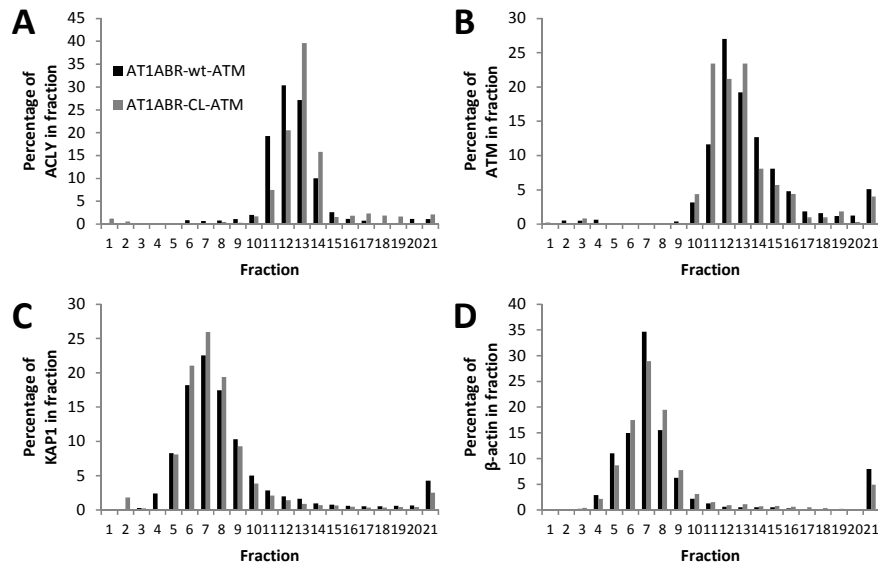 A
Percentage of
ACLY in fraction
45
40
35
30
25
20
15
10
5
0
AT1ABR-wt-ATM
AT1ABR-CL-ATM
1 2 3 4 5 6 7 8 9 10 11 12 13 14 15 16 17 18 19 20 21
Fraction
B
Percentage of
ATM in fraction
30
25
20
15
10
5
0
1 2 3 4 5 6 7 8 9 10 11 12 13 14 15 16 17 18 19 20 21
Fraction
C
Percentage of
KAP1 in fraction
30
25
20
15
10
5
0
1 2 3 4 5 6 7 8 9 10 11 12 13 14 15 16 17 18 19 20 21
Fraction
D
Percentage of
β-actin in fraction
40
35
30
25
20
15
10
5
0
1 2 3 4 5 6 7 8 9 10 11 12 13 14 15 16 17 18 19 20 21
Fraction